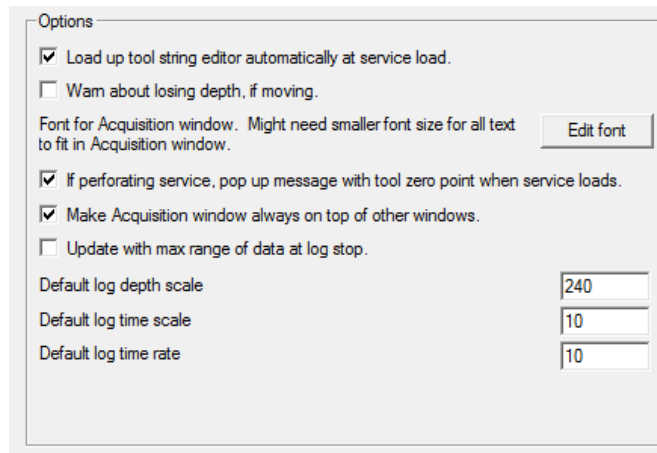 Options
Load up tool string editor automatically at service load.
Warn about losing depth, if moving.
Font for Acquisition window.  Might need smaller font size for all text
to fit in Acquisition window.
Edit font
If perforating service, pop up message with tool zero point when service loads.
Make Acquisition window always on top of other windows.
Update with max range of data at log stop.
Default log depth scale 240
Default log time scale 10
Default log time rate 10